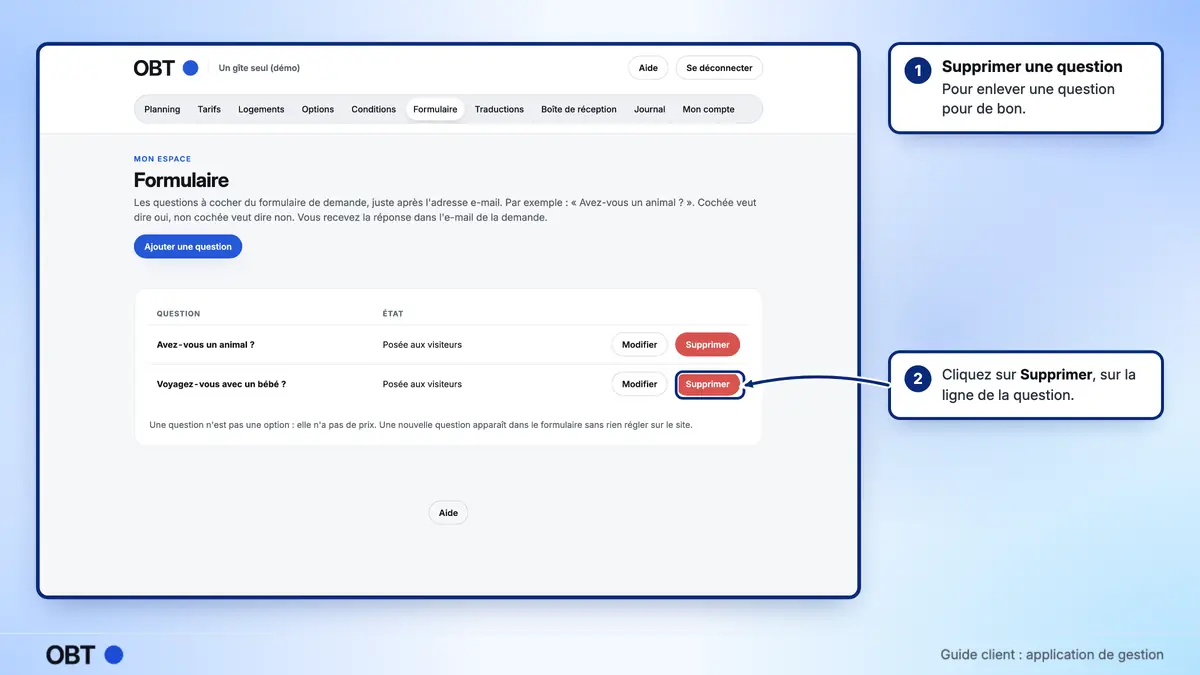 OBT
Un gîte seul (démo)
Aide
Se déconnecter
Planning
Tarifs
Logements
Options
Conditions
Formulaire
Traductions
Boîte de réception
Journal
Mon compte
MON ESPACE
Formulaire
Les questions à cocher du formulaire de demande, juste après l'adresse e-mail. Par exemple : « Avez-vous un animal ? ». Cochée veut
dire oui, non cochée veut dire non. Vous recevez la réponse dans l'e-mail de la demande.
Ajouter une question
QUESTION
ÉTAT
Avez-vous un animal ?
Posée aux visiteurs
Modifier
Supprimer
Voyagez-vous avec un bébé ?
Posée aux visiteurs
Modifier
Supprimer
Une question n'est pas une option : elle n'a pas de prix. Une nouvelle question apparaît dans le formulaire sans rien régler sur le site.
Aide
1
Supprimer une question
Pour enlever une question
pour de bon.
2
Cliquez sur Supprimer, sur la
ligne de la question.
OBT
Guide client : application de gestion